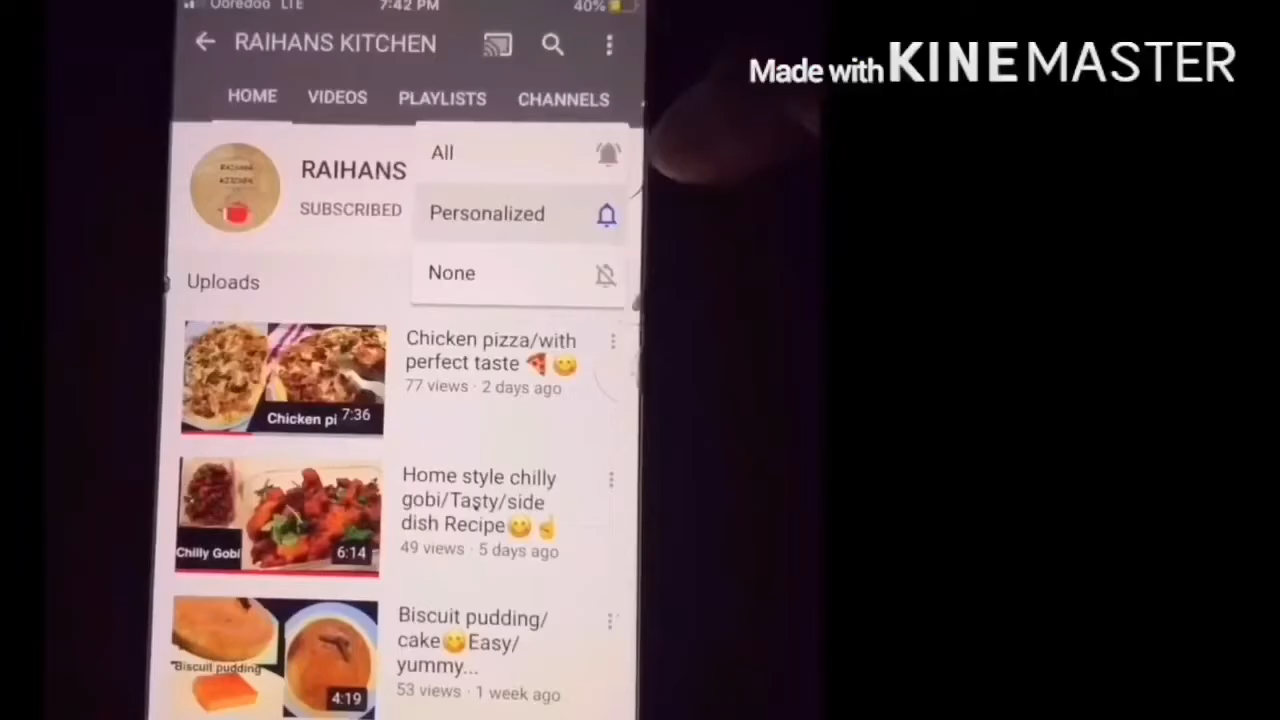 Ooredoo LTE 7:42 PM 40%
Made with KINEMASTER
RAIHANS KITCHEN
HOME VIDEOS PLAYLISTS CHANNELS
All
RAIHANS
SUBSCRIBED
Personalized
None
Uploads
Chicken pizza/with
perfect taste 🍕😋
77 views · 2 days ago
Chicken pi 7:36
Home style chilly
gobi/Tasty/side
dish Recipe😋☝
49 views · 5 days ago
Chilly Gobi 6:14
Biscuit pudding/
cake😋Easy/
yummy...
53 views · 1 week ago
Biscuit pudding
4:19